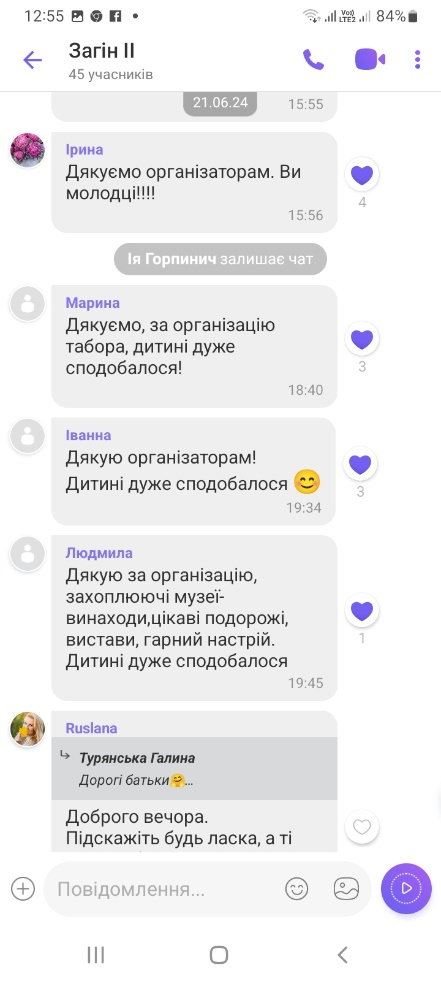 12:55
Vo))
LTE2
84%
Загін II
45 учасників
21.06.24
15:55
Ірина
Дякуємо організаторам. Ви
молодці!!!!
15:56
4
Ія Горпинич залишає чат
Марина
Дякуємо, за організацію
табора, дитині дуже
сподобалося!
18:40
3
Іванна
Дякую організаторам!
Дитині дуже сподобалося 😊
19:34
3
Людмила
Дякую за організацію,
захоплюючі музеї-
винаходи,цікаві подорожі,
вистави, гарний настрій.
Дитині дуже сподобалося
19:45
1
Ruslana
Турянська Галина
Дорогі батьки🤗...
Доброго вечора.
Підскажіть будь ласка, а ті
Повідомлення...